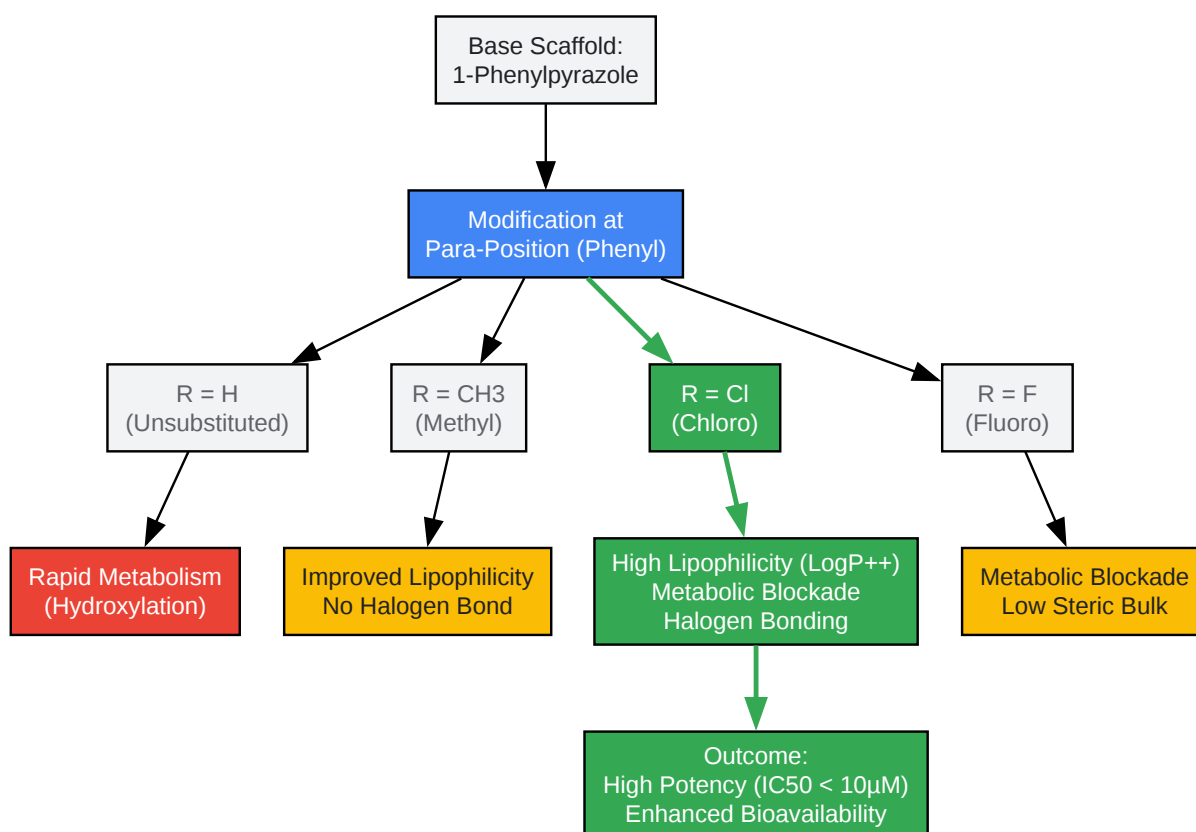 Base Scaffold:
1-Phenylpyrazole
Modification at
Para-Position (Phenyl)
R = H
(Unsubstituted)
R = CH3
(Methyl)
R = Cl
(Chloro)
R = F
(Fluoro)
Rapid Metabolism
(Hydroxylation)
Improved Lipophilicity
No Halogen Bond
High Lipophilicity (LogP++)
Metabolic Blockade
Halogen Bonding
Metabolic Blockade
Low Steric Bulk
Outcome:
High Potency (IC50 < 10µM)
Enhanced Bioavailability